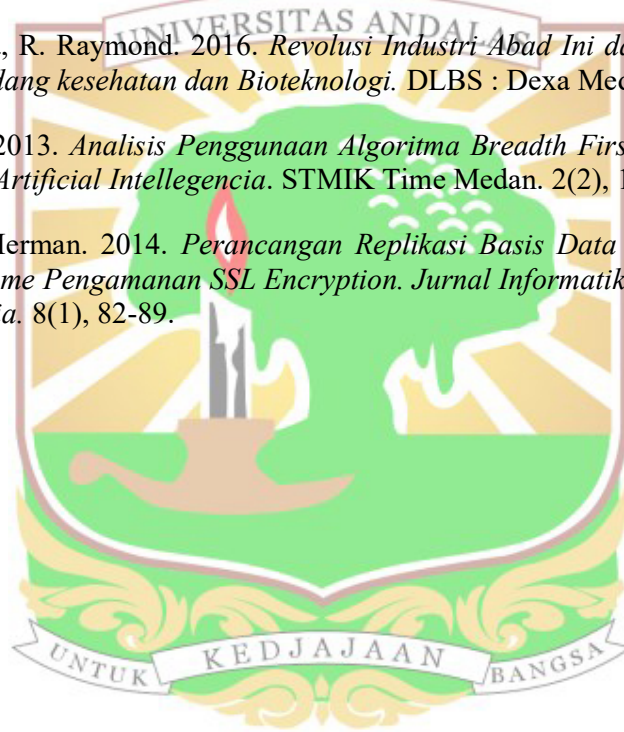 UNIVERSITAS ANDALAS
, R. Raymond. 2016. Revolusi Industri Abad Ini da
dang kesehatan dan Bioteknologi. DLBS : Dexa Med
2013. Analisis Penggunaan Algoritma Breadth Firs
Artificial Intellegencia. STMIK Time Medan. 2(2), 1
Herman. 2014. Perancangan Replikasi Basis Data
me Pengamanan SSL Encryption. Jurnal Informatik
ia. 8(1), 82-89.
UNTUK KEDJAJAAN BANGSA